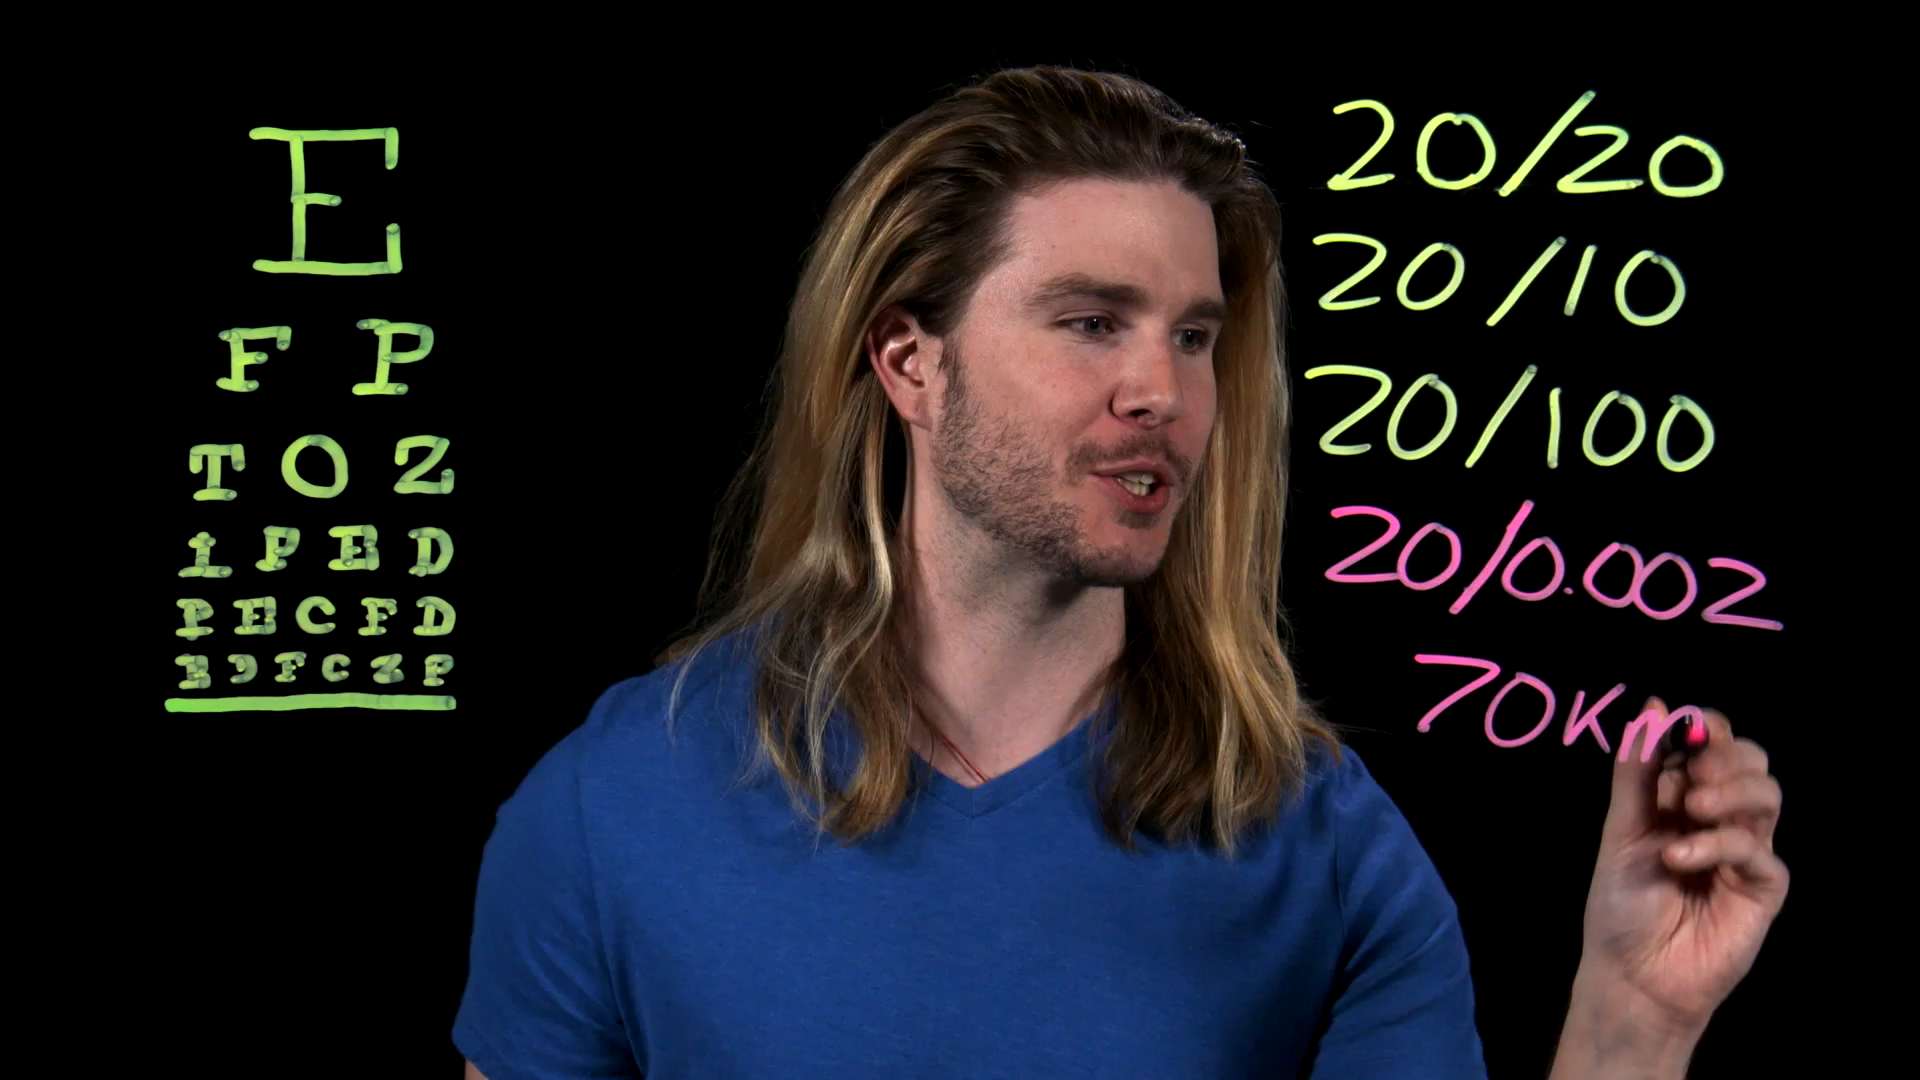 E
F P
T O Z
L P E D
P E C F D
E D F C Z P
20/20
20/10
20/100
20/0.002
70km